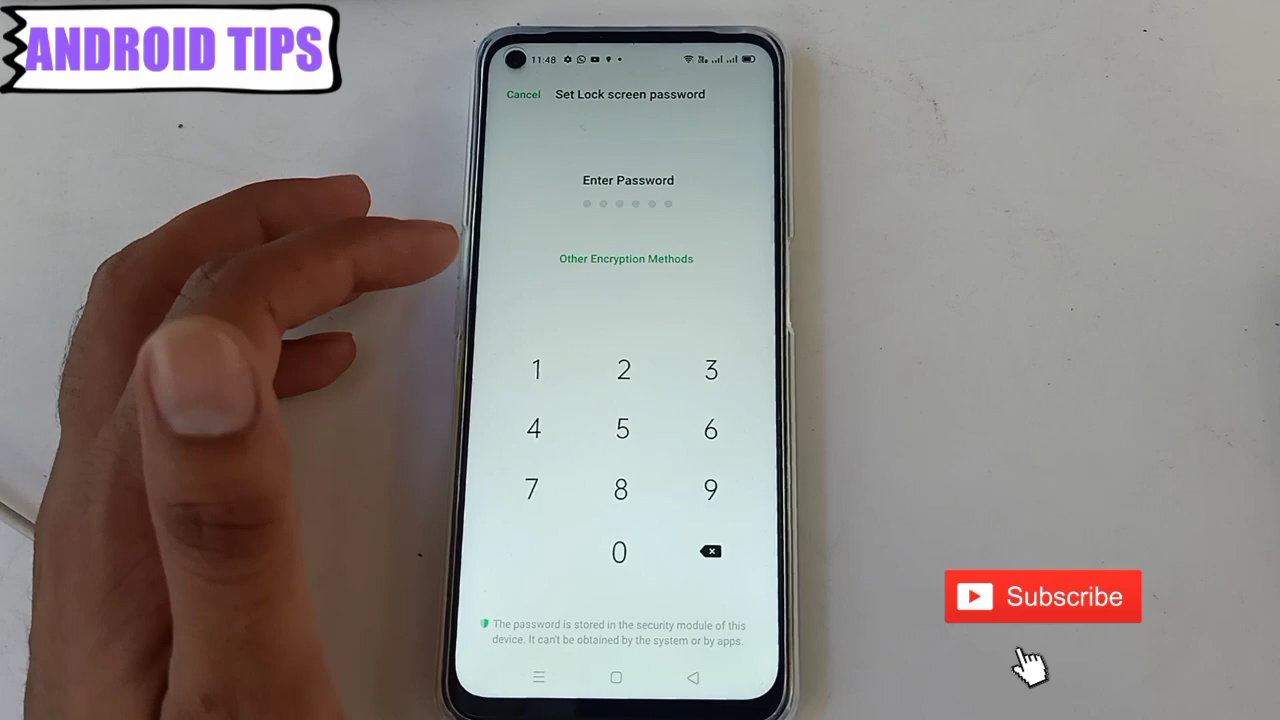 ANDROID TIPS
11:48
Cancel Set Lock screen password
Enter Password
Other Encryption Methods
1 2 3
4 5 6
7 8 9
0
The password is stored in the security module of this
device. It can't be obtained by the system or by apps.
Subscribe